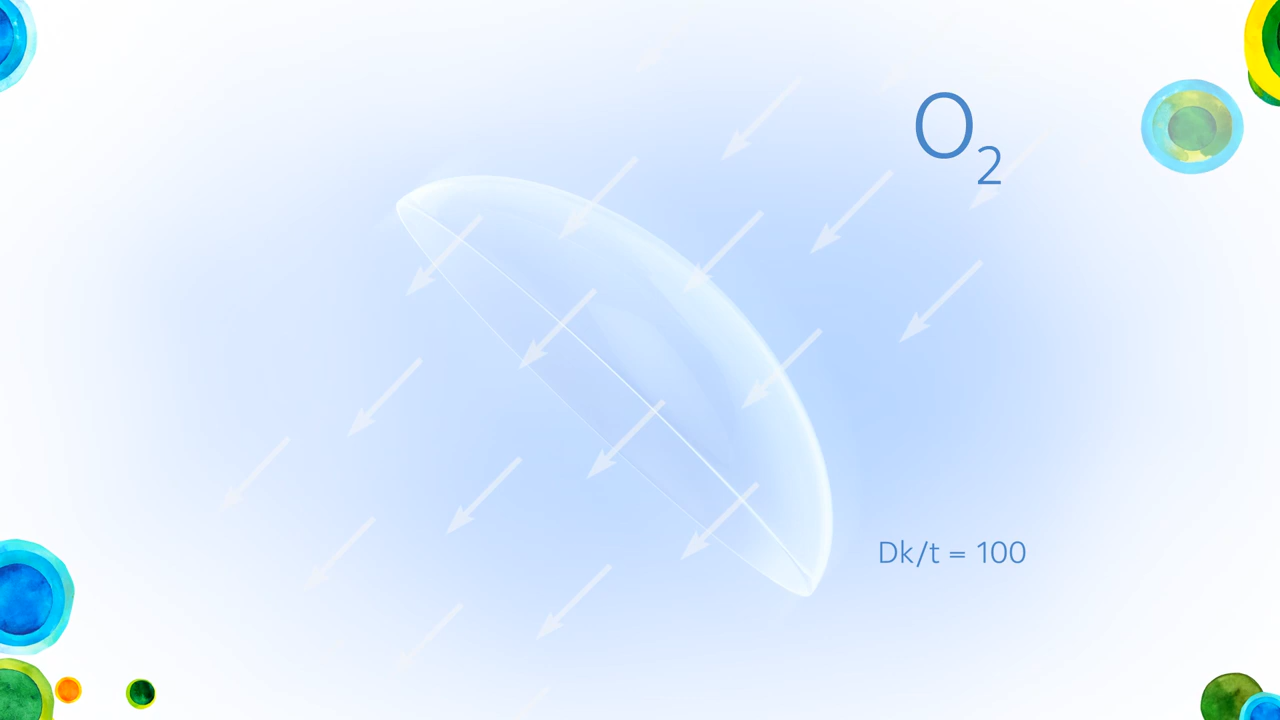 O₂
Dk/t = 100